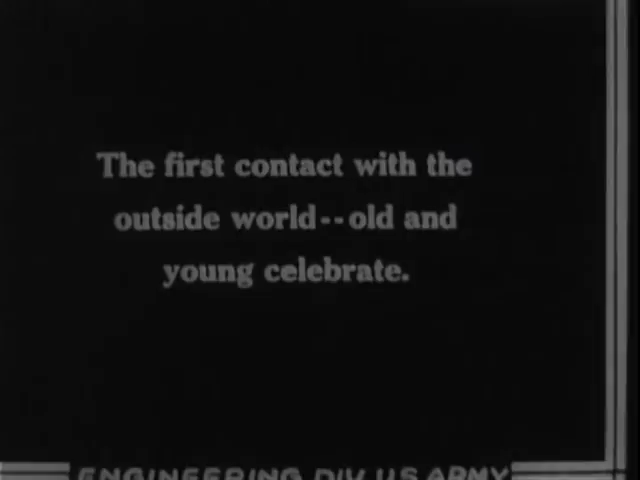 The first contact with the
outside world--old and
young celebrate.
ENGINEERING DIV. U.S. ARMY